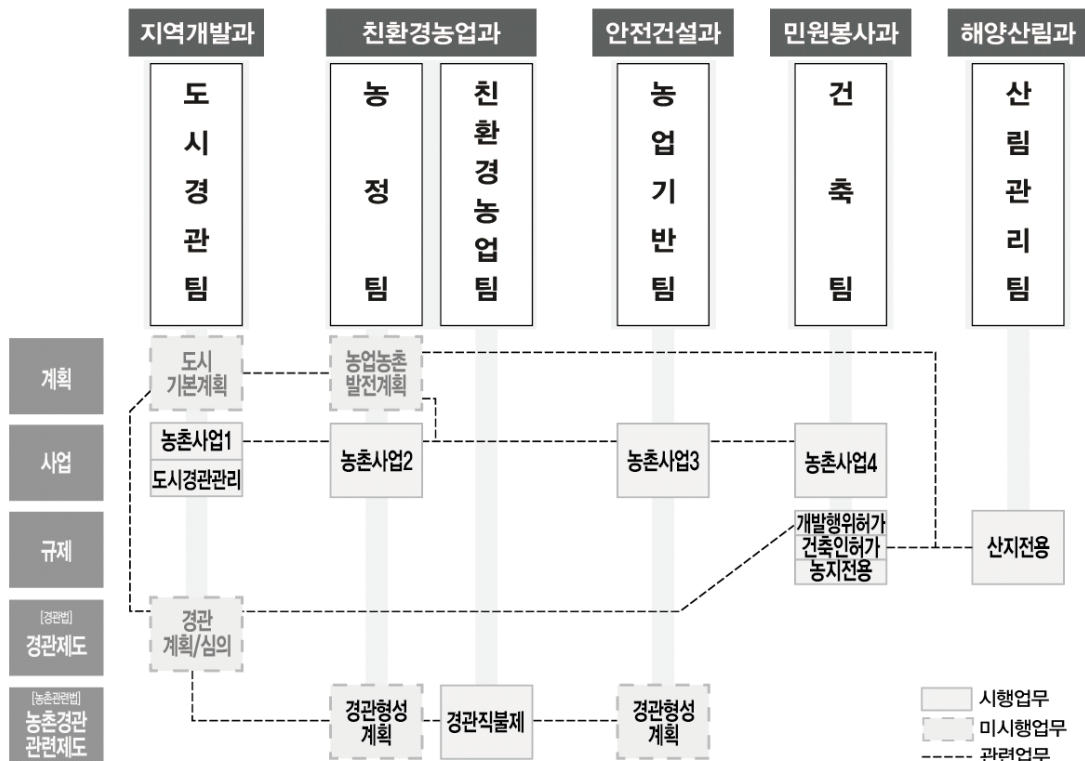 지역개발과
친환경농업과
안전건설과
민원봉사과
해양산림과
도시경관팀
농정팀
친환경농업팀
농업기반팀
건축팀
산림관리팀
계획
도시
기본계획
농업농촌
발전계획
사업
농촌사업1
도시경관관리
농촌사업2
농촌사업3
농촌사업4
규제
개발행위허가
건축인허가
농지전용
산지전용
[경관법]
경관제도
경관
계획/심의
[농촌관련법]
농촌경관
관련제도
경관형성
계획
경관직불제
경관형성
계획
시행업무
미시행업무
관련업무